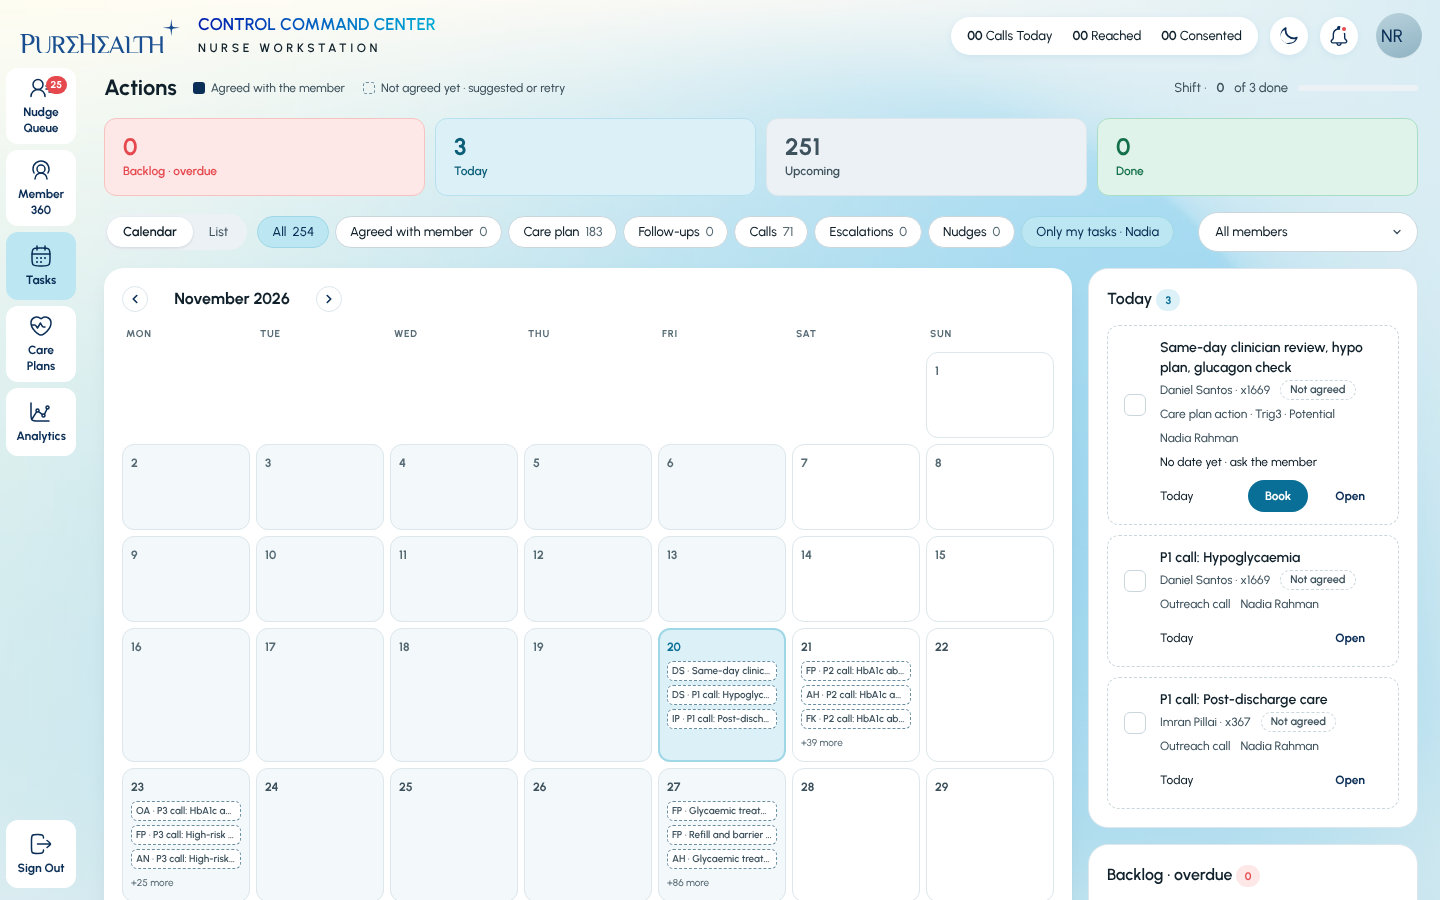 PUREHEALTH
CONTROL COMMAND CENTER
NURSE WORKSTATION
00 Calls Today 00 Reached 00 Consented
NR
25
Nudge
Queue
Member
360
Tasks
Care
Plans
Analytics
Sign Out
Actions
Agreed with the member
Not agreed yet · suggested or retry
Shift · 0 of 3 done
0
Backlog · overdue
3
Today
251
Upcoming
0
Done
Calendar List
All 254
Agreed with member 0
Care plan 183
Follow-ups 0
Calls 71
Escalations 0
Nudges 0
Only my tasks · Nadia
All members
November 2026
MON TUE WED THU FRI SAT SUN
1
2 3 4 5 6 7 8
9 10 11 12 13 14 15
16 17 18 19 20 21 22
DS · Same-day clinic...
DS · P1 call: Hypoglyc...
IP · P1 call: Post-disch...
FP · P2 call: HbA1c ab...
AH · P2 call: HbA1c a...
FK · P2 call: HbA1c ab...
+39 more
23 24 25 26 27 28 29
OA · P3 call: HbA1c a...
FP · P3 call: High-risk ...
AN · P3 call: High-risk...
+25 more
FP · Glycaemic treat...
FP · Refill and barrier ...
AH · Glycaemic treat...
+86 more
Today 3
Same-day clinician review, hypo
plan, glucagon check
Daniel Santos · x1669 Not agreed
Care plan action · Trig3 · Potential
Nadia Rahman
No date yet · ask the member
Today Book Open
P1 call: Hypoglycaemia
Daniel Santos · x1669 Not agreed
Outreach call Nadia Rahman
Today Open
P1 call: Post-discharge care
Imran Pillai · x367 Not agreed
Outreach call Nadia Rahman
Today Open
Backlog · overdue 0